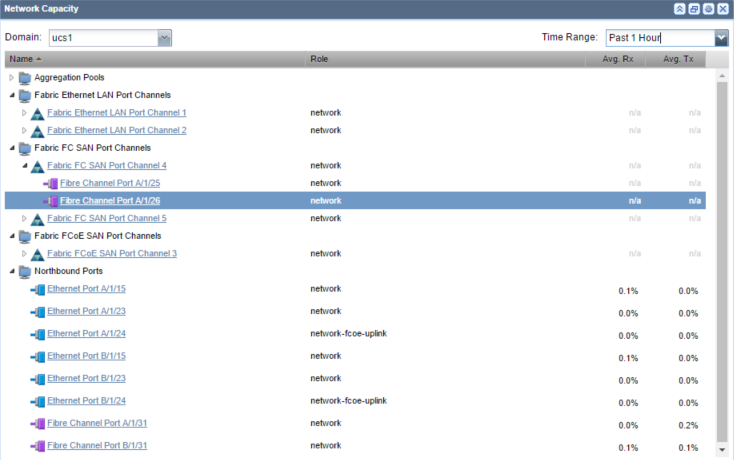 Network Capacity
Domain: ucs1 Time Range: Past 1 Hour
Name Role Avg. Rx Avg. Tx
Aggregation Pools
Fabric Ethernet LAN Port Channels
Fabric Ethernet LAN Port Channel 1 network n/a n/a
Fabric Ethernet LAN Port Channel 2 network n/a n/a
Fabric FC SAN Port Channels
Fabric FC SAN Port Channel 4 network n/a n/a
Fibre Channel Port A/1/25 network n/a n/a
Fibre Channel Port A/1/26 network n/a n/a
Fabric FC SAN Port Channel 5 network n/a n/a
Fabric FCoE SAN Port Channels
Fabric FCoE SAN Port Channel 3 network n/a n/a
Northbound Ports
Ethernet Port A/1/15 network 0.1% 0.0%
Ethernet Port A/1/23 network 0.0% 0.0%
Ethernet Port A/1/24 network-fcoe-uplink 0.0% 0.0%
Ethernet Port B/1/15 network 0.1% 0.0%
Ethernet Port B/1/23 network 0.0% 0.0%
Ethernet Port B/1/24 network-fcoe-uplink 0.0% 0.0%
Fibre Channel Port A/1/31 network 0.0% 0.2%
Fibre Channel Port B/1/31 network 0.1% 0.1%